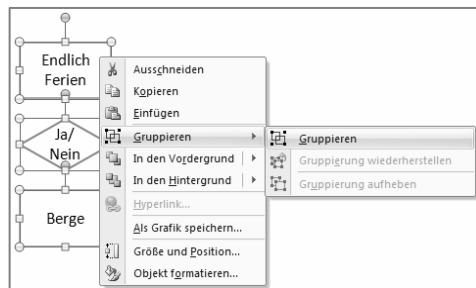 Endlich
Ferien
Ja/
Nein
Berge
Ausschneiden
Kopieren
Einfügen
Gruppieren
In den Vordergrund
In den Hintergrund
Hyperlink...
Als Grafik speichern...
Größe und Position...
Objekt formatieren...
Gruppieren
Gruppierung wiederherstellen
Gruppierung aufheben